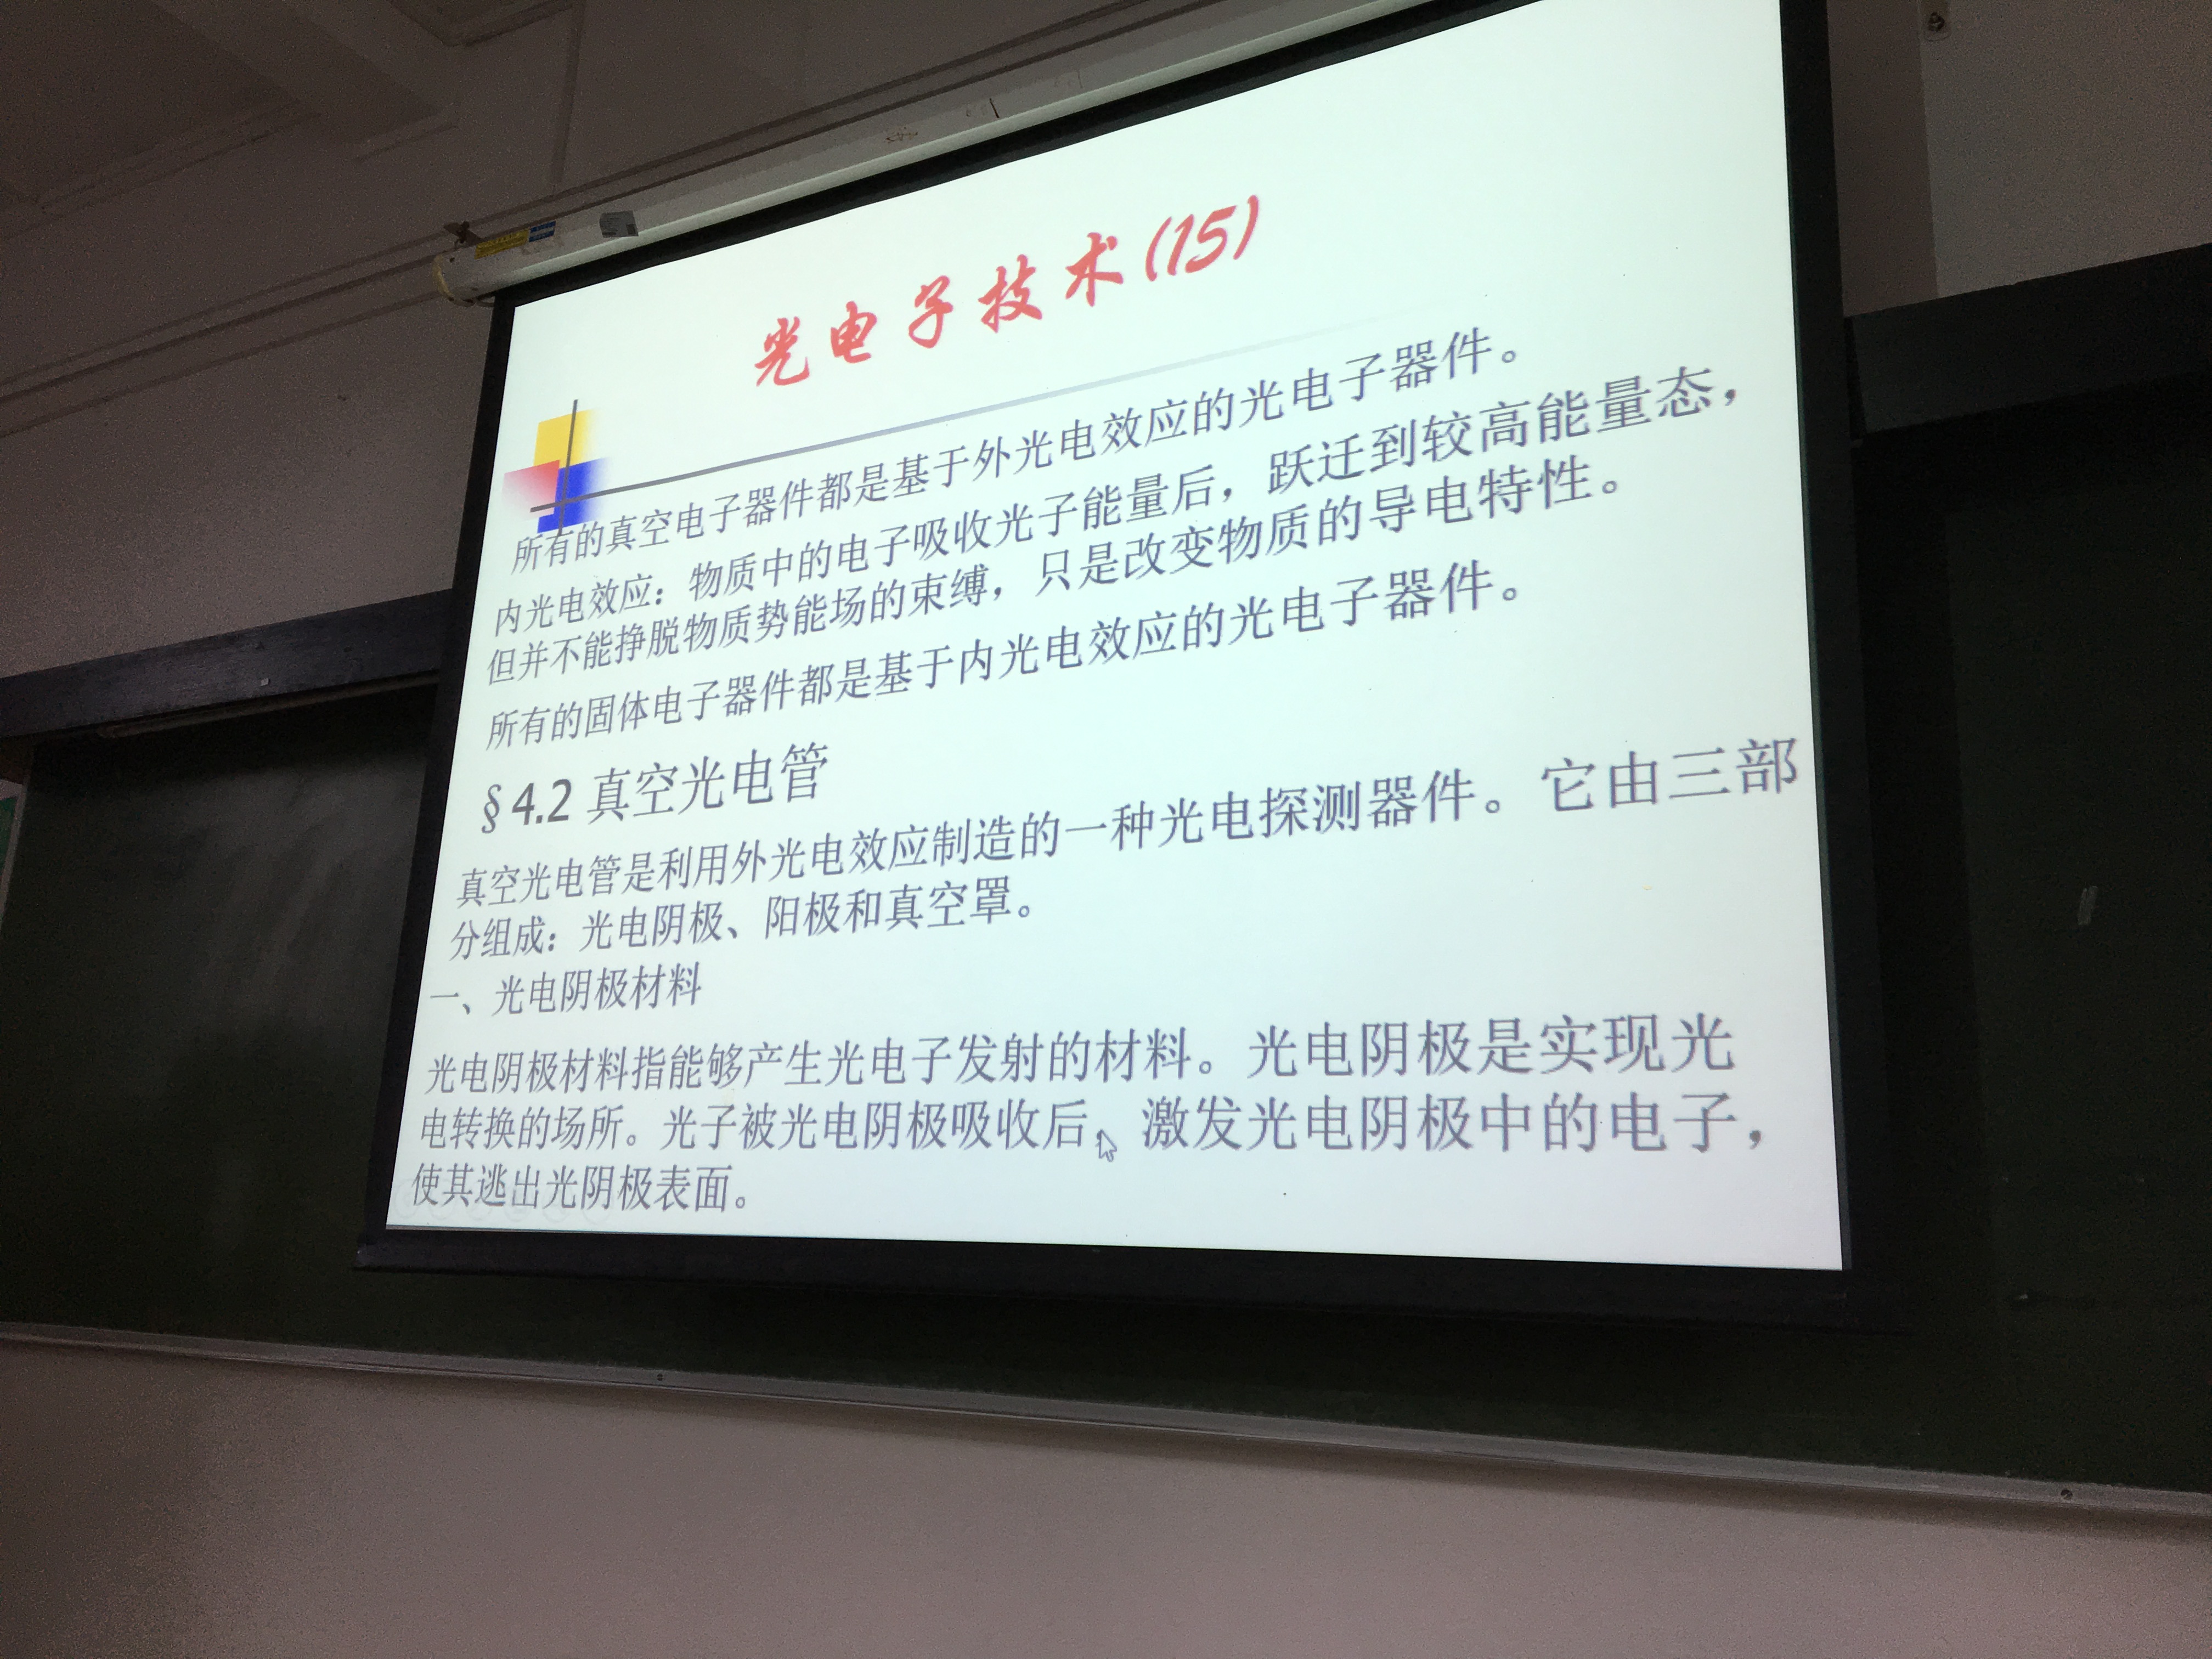 光电子技术(15)
所有的真空电子器件都是基于外光电效应的光电子器件。
内光电效应：物质中的电子吸收光子能量后，跃迁到较高能量态，
但并不能挣脱物质势能场的束缚，只是改变物质的导电特性。
所有的固体电子器件都是基于内光电效应的光电子器件。
§4.2 真空光电管
真空光电管是利用外光电效应制造的一种光电探测器件。它由三部
分组成：光电阴极、阳极和真空罩。
一、光电阴极材料
光电阴极材料指能够产生光电子发射的材料。光电阴极是实现光
电转换的场所。光子被光电阴极吸收后，激发光电阴极中的电子，
使其逃出光阴极表面。